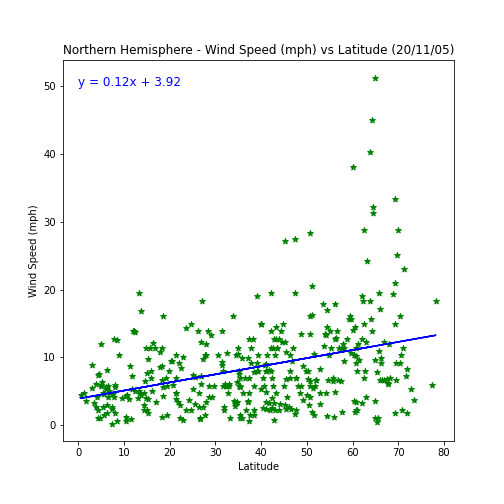 Northern Hemisphere - Wind Speed (mph) vs Latitude (20/11/05)
y = 0.12x + 3.92
50
40
30
20
10
0
Wind Speed (mph)
0 10 20 30 40 50 60 70 80
Latitude